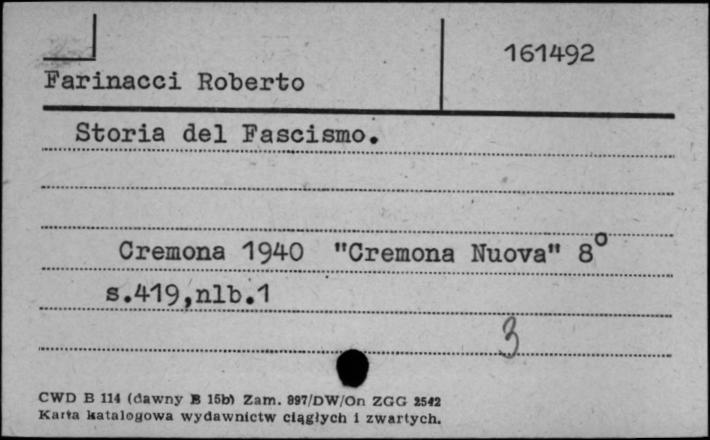 161492
Farinacci Roberto
Storia del Fascismo.
Cremona 1940 "Cremona Nuova" 8°
s.419,nlb.1
3
CWD B 114 (dawny B 15b) Zam. 897/DW/On ZGG 2542
Karta katalogowa wydawnictw ciągłych i zwartych.